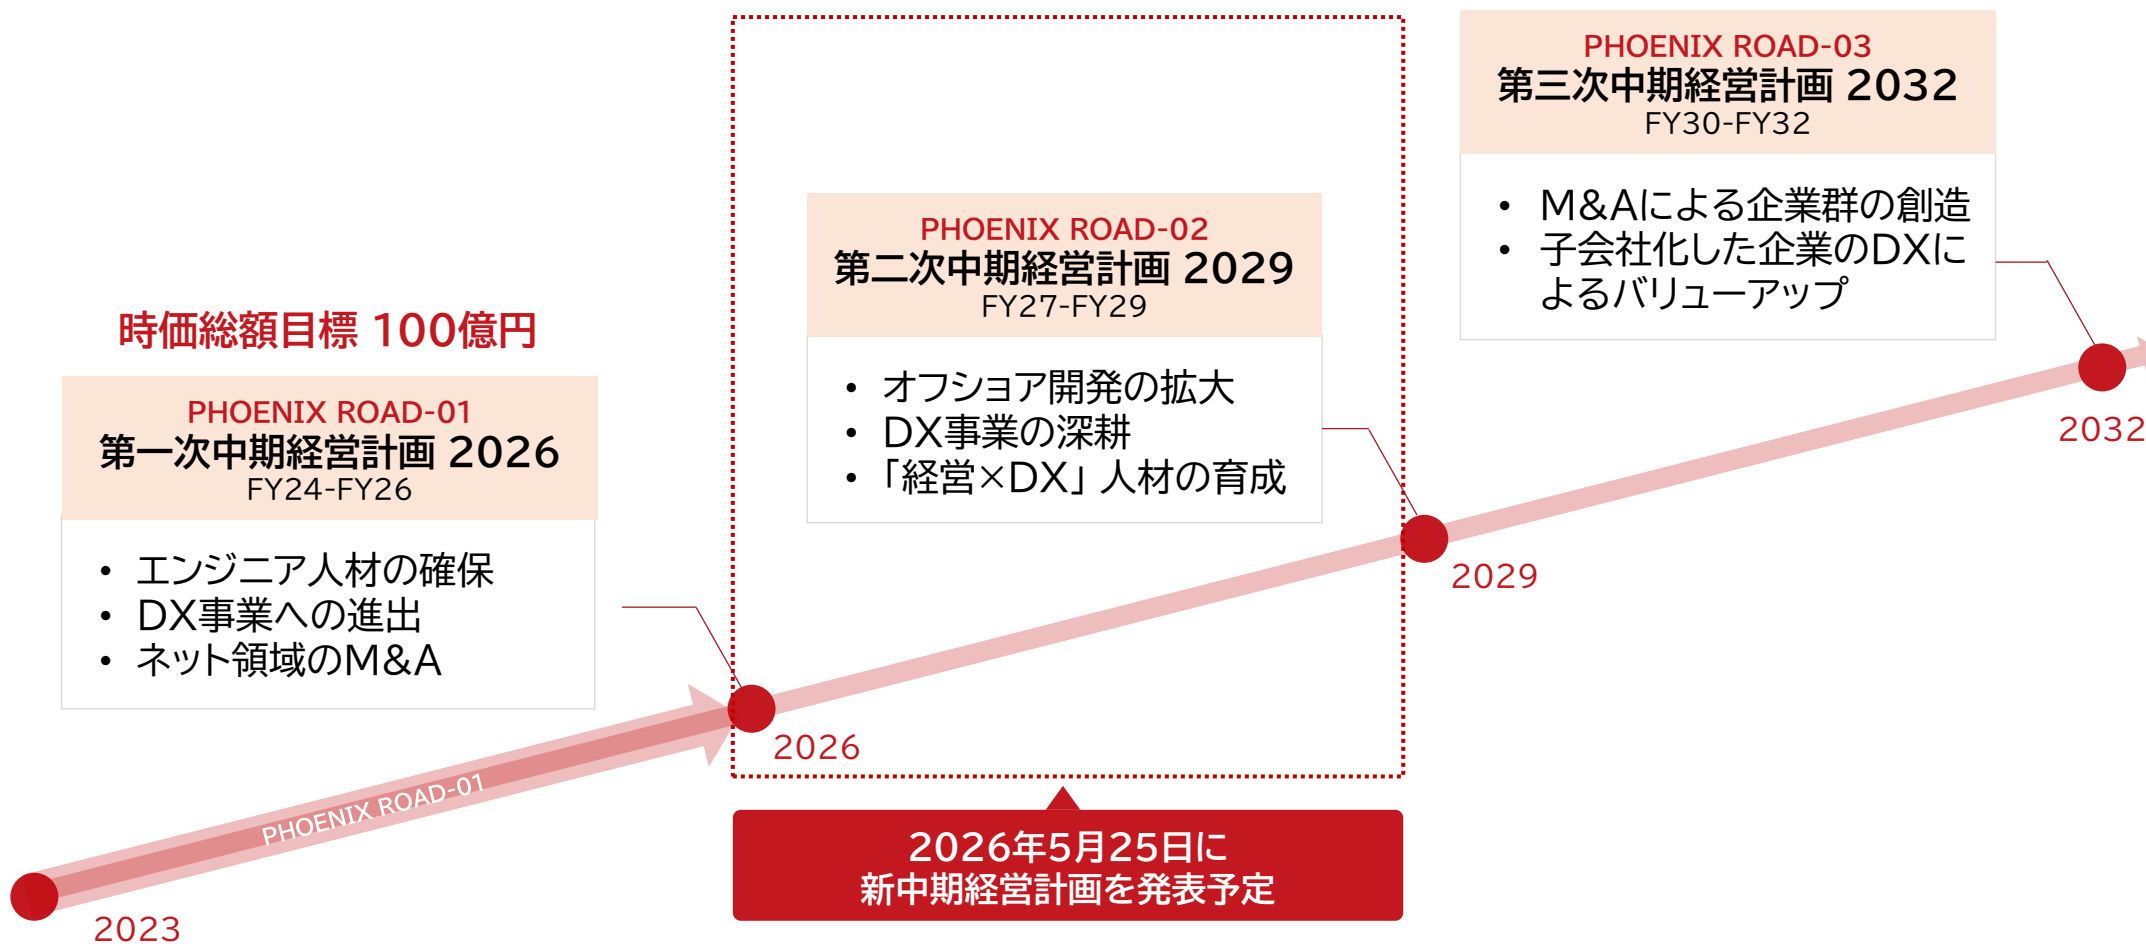 時価総額目標 100億円
PHOENIX ROAD-01
第一次中期経営計画 2026
FY24-FY26
• エンジニア人材の確保
• DX事業への進出
• ネット領域のM&A
PHOENIX ROAD-01
2023
PHOENIX ROAD-02
第二次中期経営計画 2029
FY27-FY29
• オフショア開発の拡大
• DX事業の深耕
• 「経営×DX」人材の育成
2026
2026年5月25日に
新中期経営計画を発表予定
PHOENIX ROAD-03
第三次中期経営計画 2032
FY30-FY32
• M&Aによる企業群の創造
• 子会社化した企業のDXに
よるバリューアップ
2029
2032